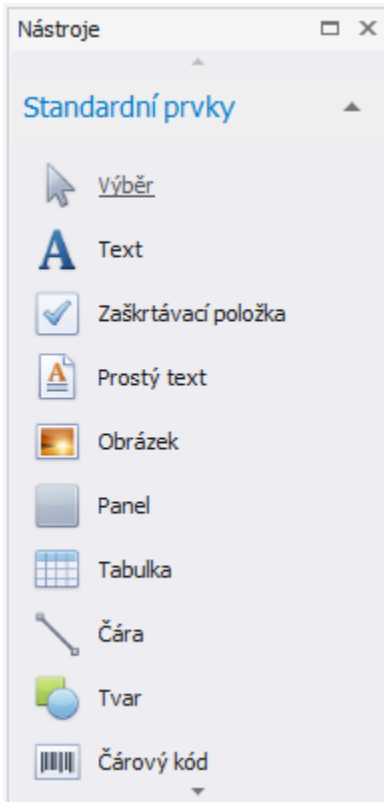 Nástroje
Standardní prvky
Výběr
Text
Zaškrtávací položka
Prostý text
Obrázek
Panel
Tabulka
Čára
Tvar
Čárový kód